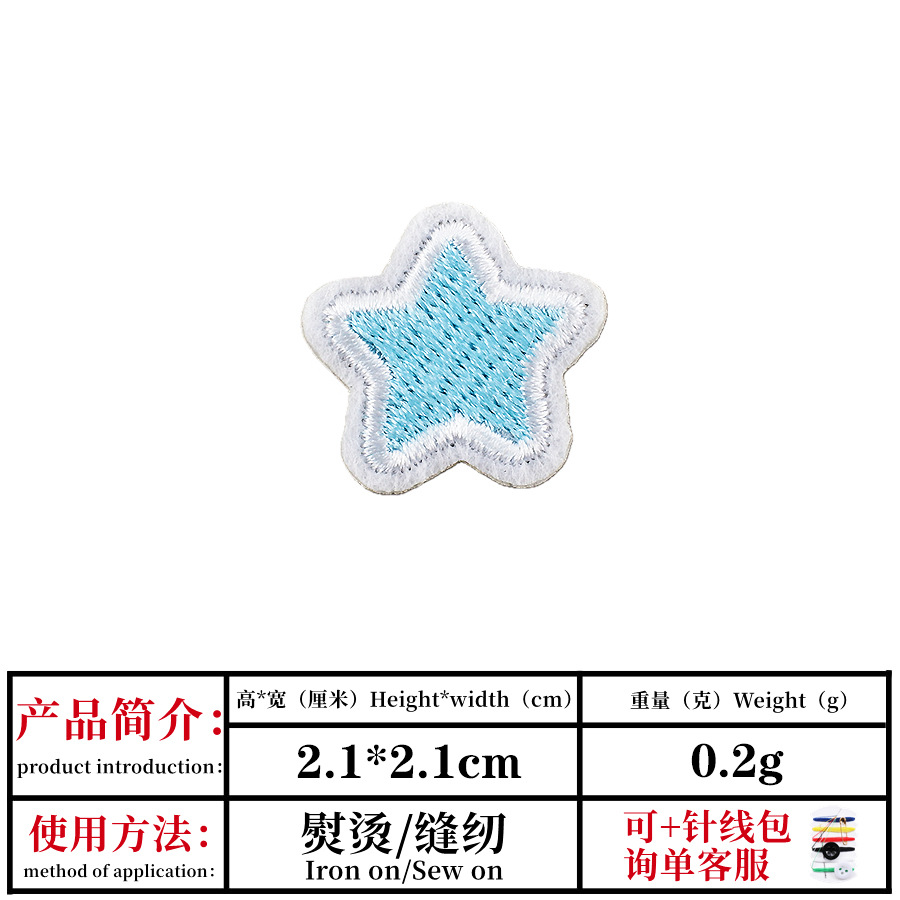 产品简介：
product introduction:
高*宽（厘米）Height*width（cm）
重量（克）Weight（g）
2.1*2.1cm
0.2g
使用方法：
method of application:
熨烫/缝纫
Iron on/Sew on
可+针线包
询单客服